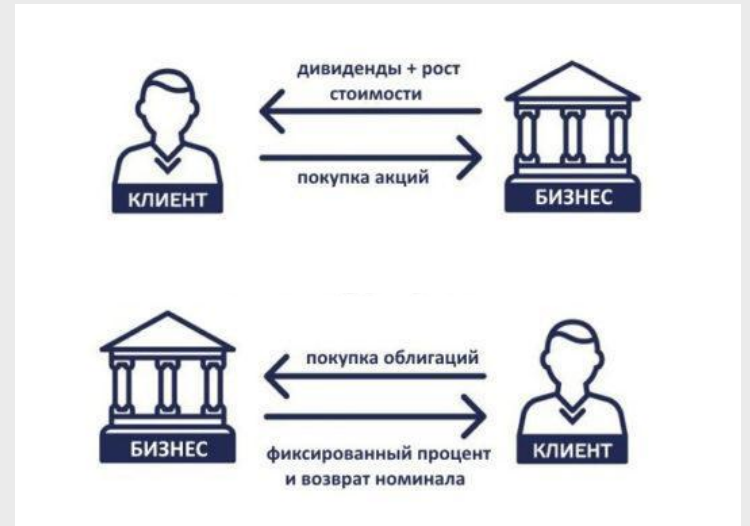 дивиденды + рост
стоимости
покупка акций
КЛИЕНТ
БИЗНЕС
покупка облигаций
фиксированный процент
и возврат номинала
БИЗНЕС
КЛИЕНТ